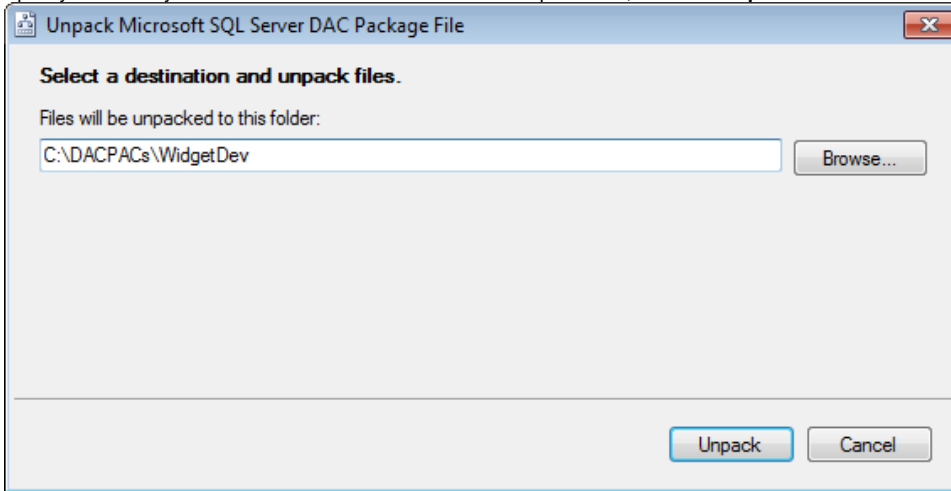 Unpack Microsoft SQL Server DAC Package File
Select a destination and unpack files.
Files will be unpacked to this folder:
C:\DACPACs\WidgetDev
Browse...
Unpack
Cancel